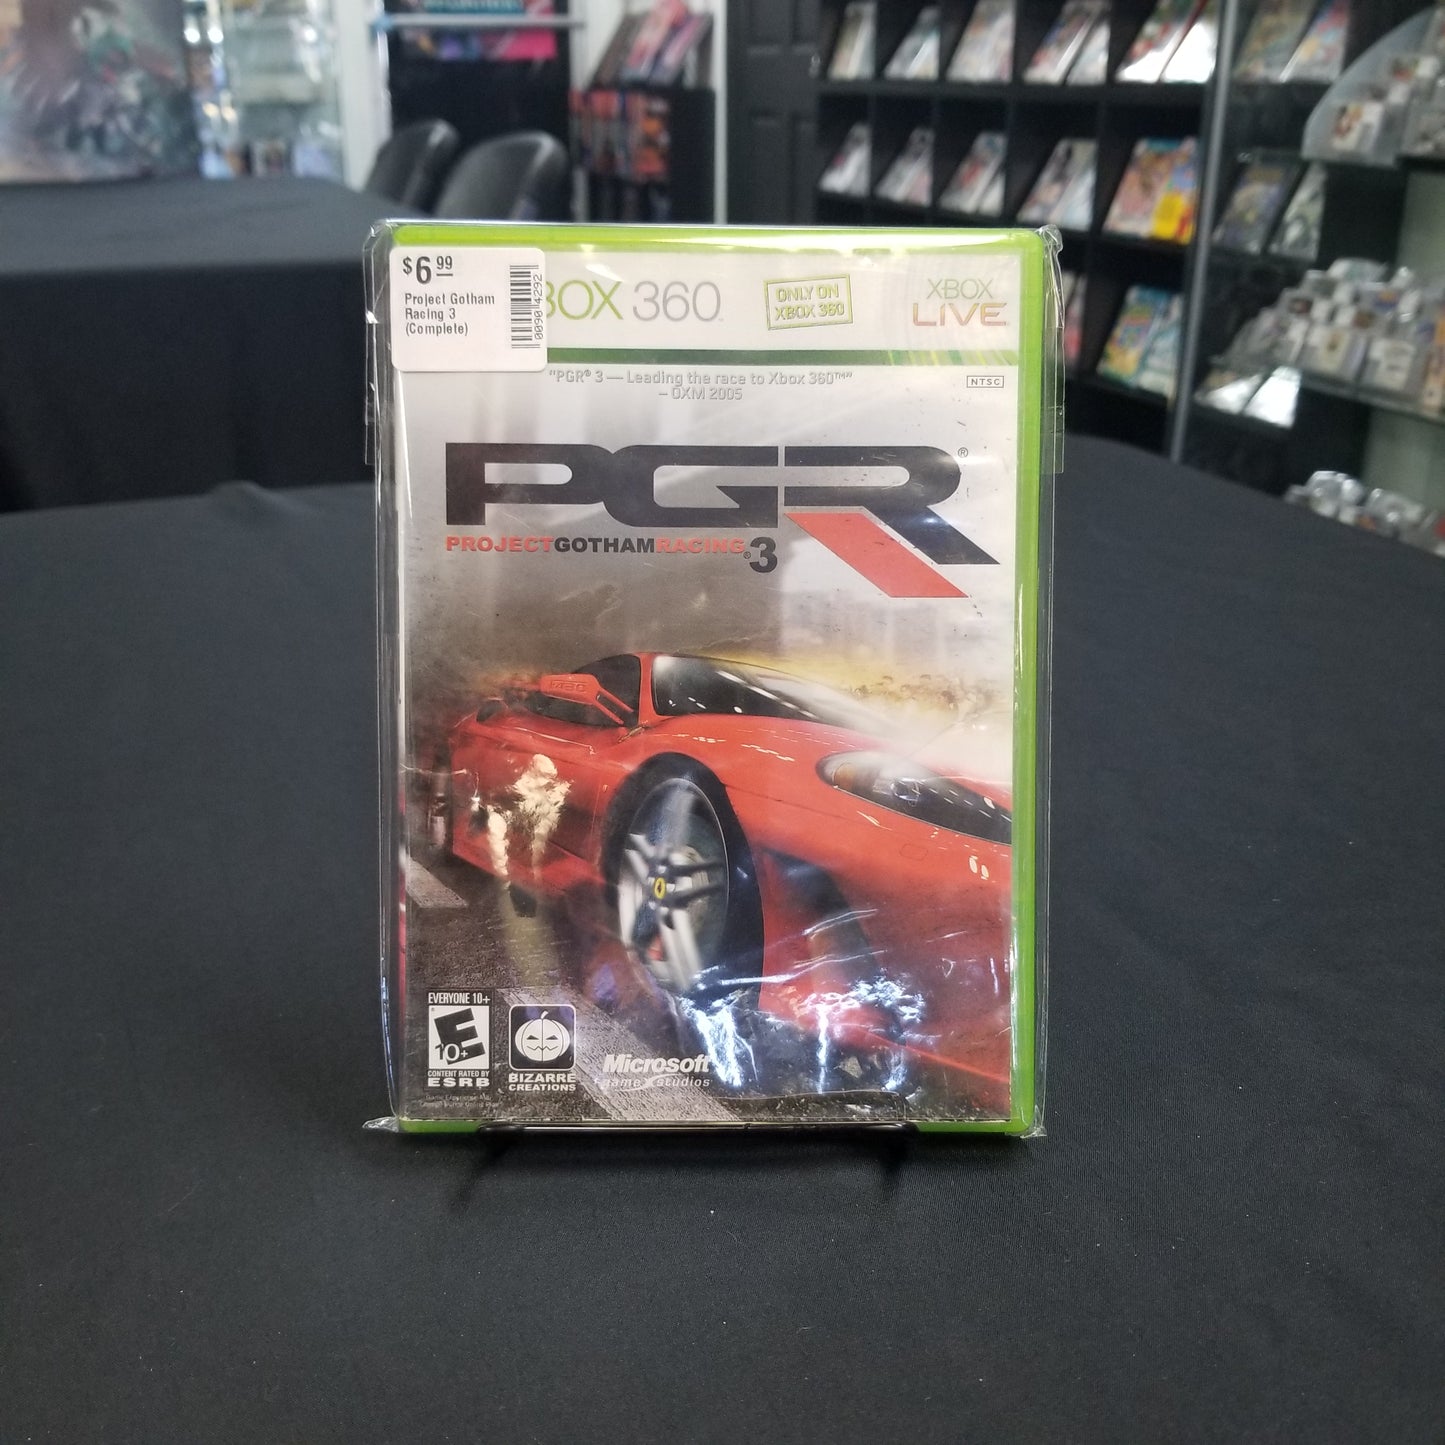 $6.99
Project Gotham
Racing 3
(Complete)
0090 4292
BOX 360
ONLY ON
XBOX 360
XBOX
LIVE
"PGR® 3 — Leading the race to Xbox 360™"
– OXM 2005
NTSC
PGR®
PROJECTGOTHAMRACING®3
EVERYONE 10+
E
10+
CONTENT RATED BY
ESRB
BIZARRE
CREATIONS
Microsoft
game studios